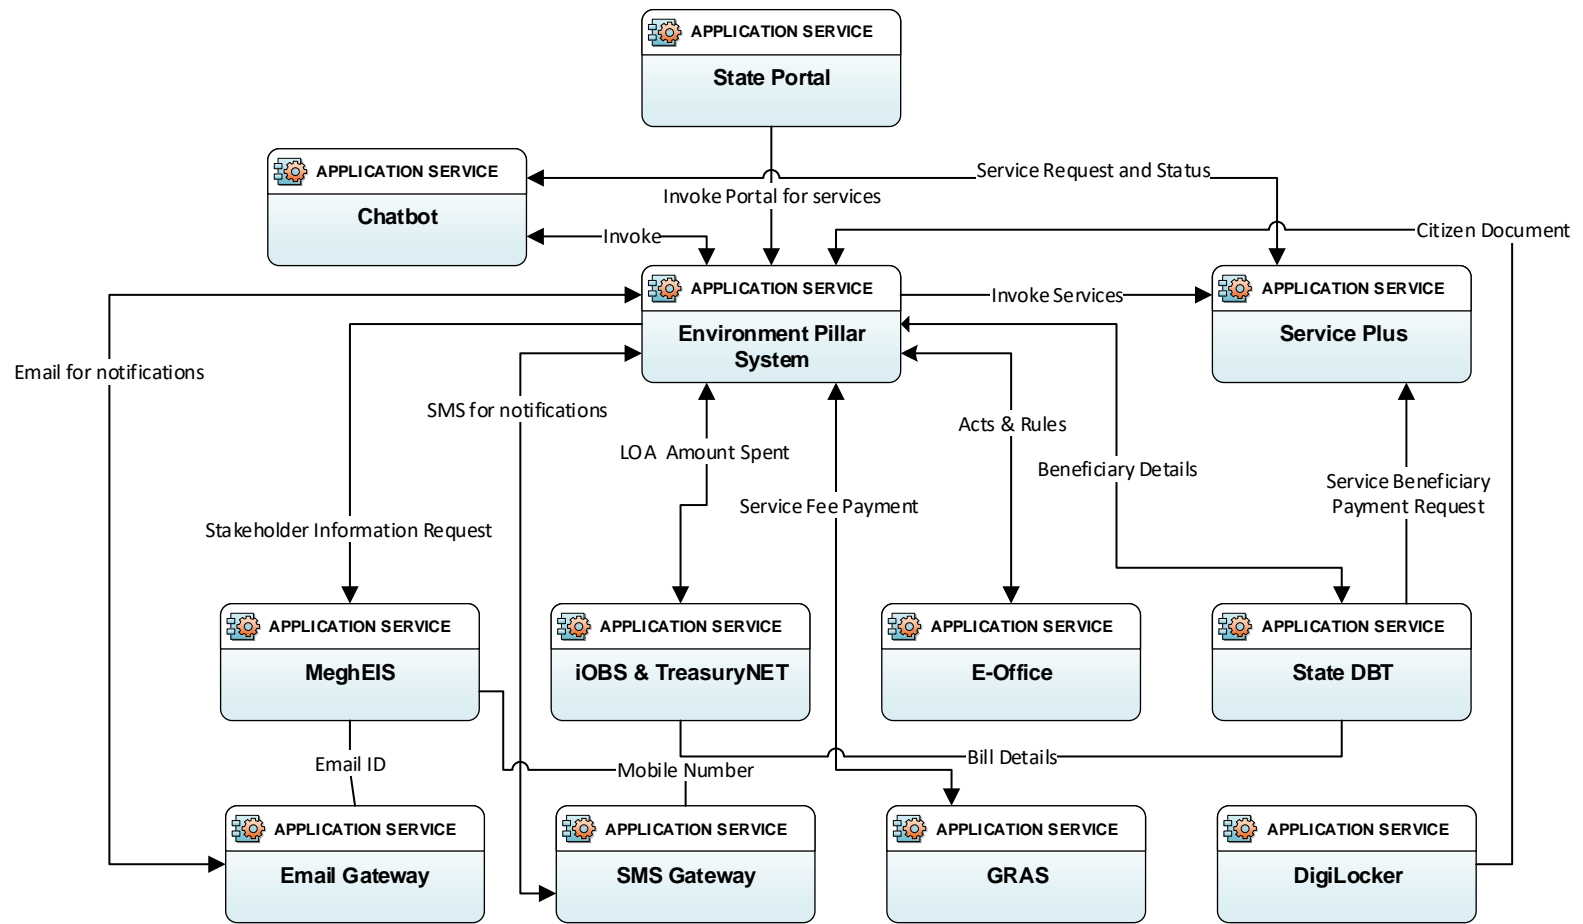 APPLICATION SERVICE
State Portal
APPLICATION SERVICE
Chatbot
Service Request and Status
Invoke Portal for services
Invoke
Citizen Document
APPLICATION SERVICE
Environment Pillar
System
Invoke Services
APPLICATION SERVICE
Service Plus
Email for notifications
SMS for notifications
LOA  Amount Spent
Acts & Rules
Beneficiary Details
Service Beneficiary
Payment Request
Service Fee Payment
Stakeholder Information Request
APPLICATION SERVICE
MeghEIS
APPLICATION SERVICE
iOBS & TreasuryNET
APPLICATION SERVICE
E-Office
APPLICATION SERVICE
State DBT
Email ID
Mobile Number
Bill Details
APPLICATION SERVICE
Email Gateway
APPLICATION SERVICE
SMS Gateway
APPLICATION SERVICE
GRAS
APPLICATION SERVICE
DigiLocker